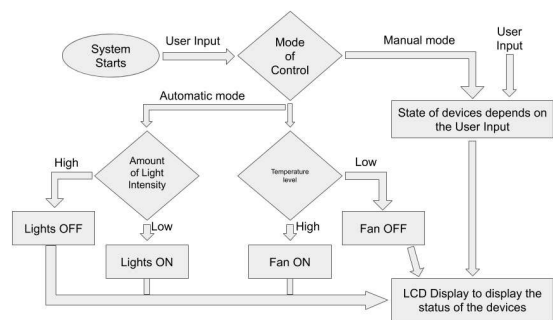 System
Starts
User Input
Mode
of
Control
Manual mode
User
Input
Automatic mode
State of devices depends on
the User Input
High
Amount
of Light
Intensity
Temperature
level
Low
Lights OFF
Low
Lights ON
High
Fan ON
Fan OFF
LCD Display to display the
status of the devices